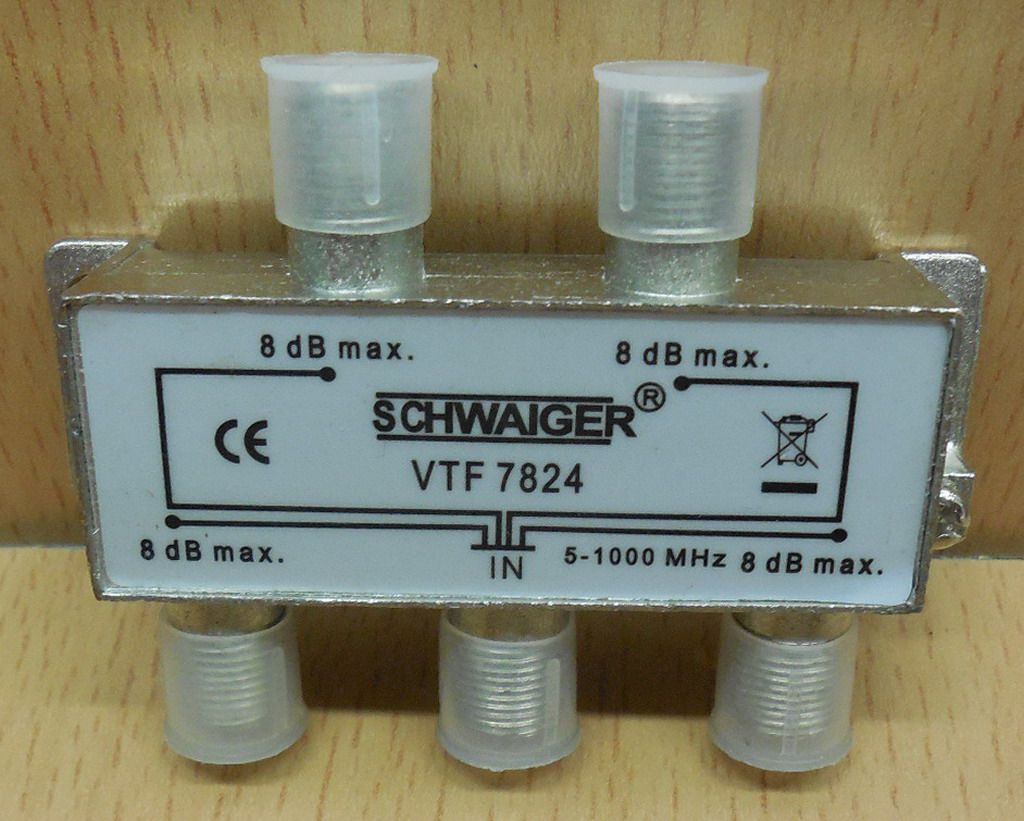 8 dB max.
8 dB max.
CE
SCHWAIGER®
VTF 7824
8 dB max.
IN
5-1000 MHz
8 dB max.